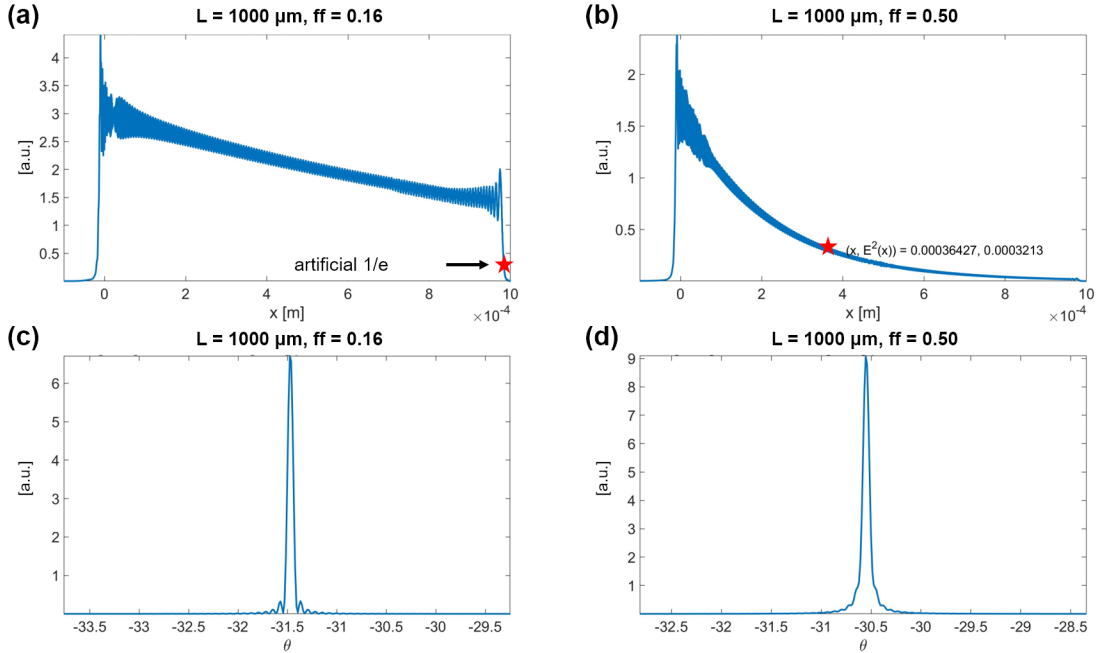 (a)
L = 1000 µm, ff = 0.16
4
3.5
3
2.5
2
1.5
1
0.5
[a.u.]
artificial 1/e
0 2 4 6 8 10
x [m]
×10⁻⁴
(b)
L = 1000 µm, ff = 0.50
2
1.5
1
0.5
[a.u.]
(x, E²(x)) = 0.00036427, 0.0003213
0 2 4 6 8 10
x [m]
×10⁻⁴
(c)
L = 1000 µm, ff = 0.16
6
5
4
3
2
1
[a.u.]
-33.5 -33 -32.5 -32 -31.5 -31 -30.5 -30 -29.5
θ
(d)
L = 1000 µm, ff = 0.50
9
8
7
6
5
4
3
2
1
[a.u.]
-32.5 -32 -31.5 -31 -30.5 -30 -29.5 -29 -28.5
θ